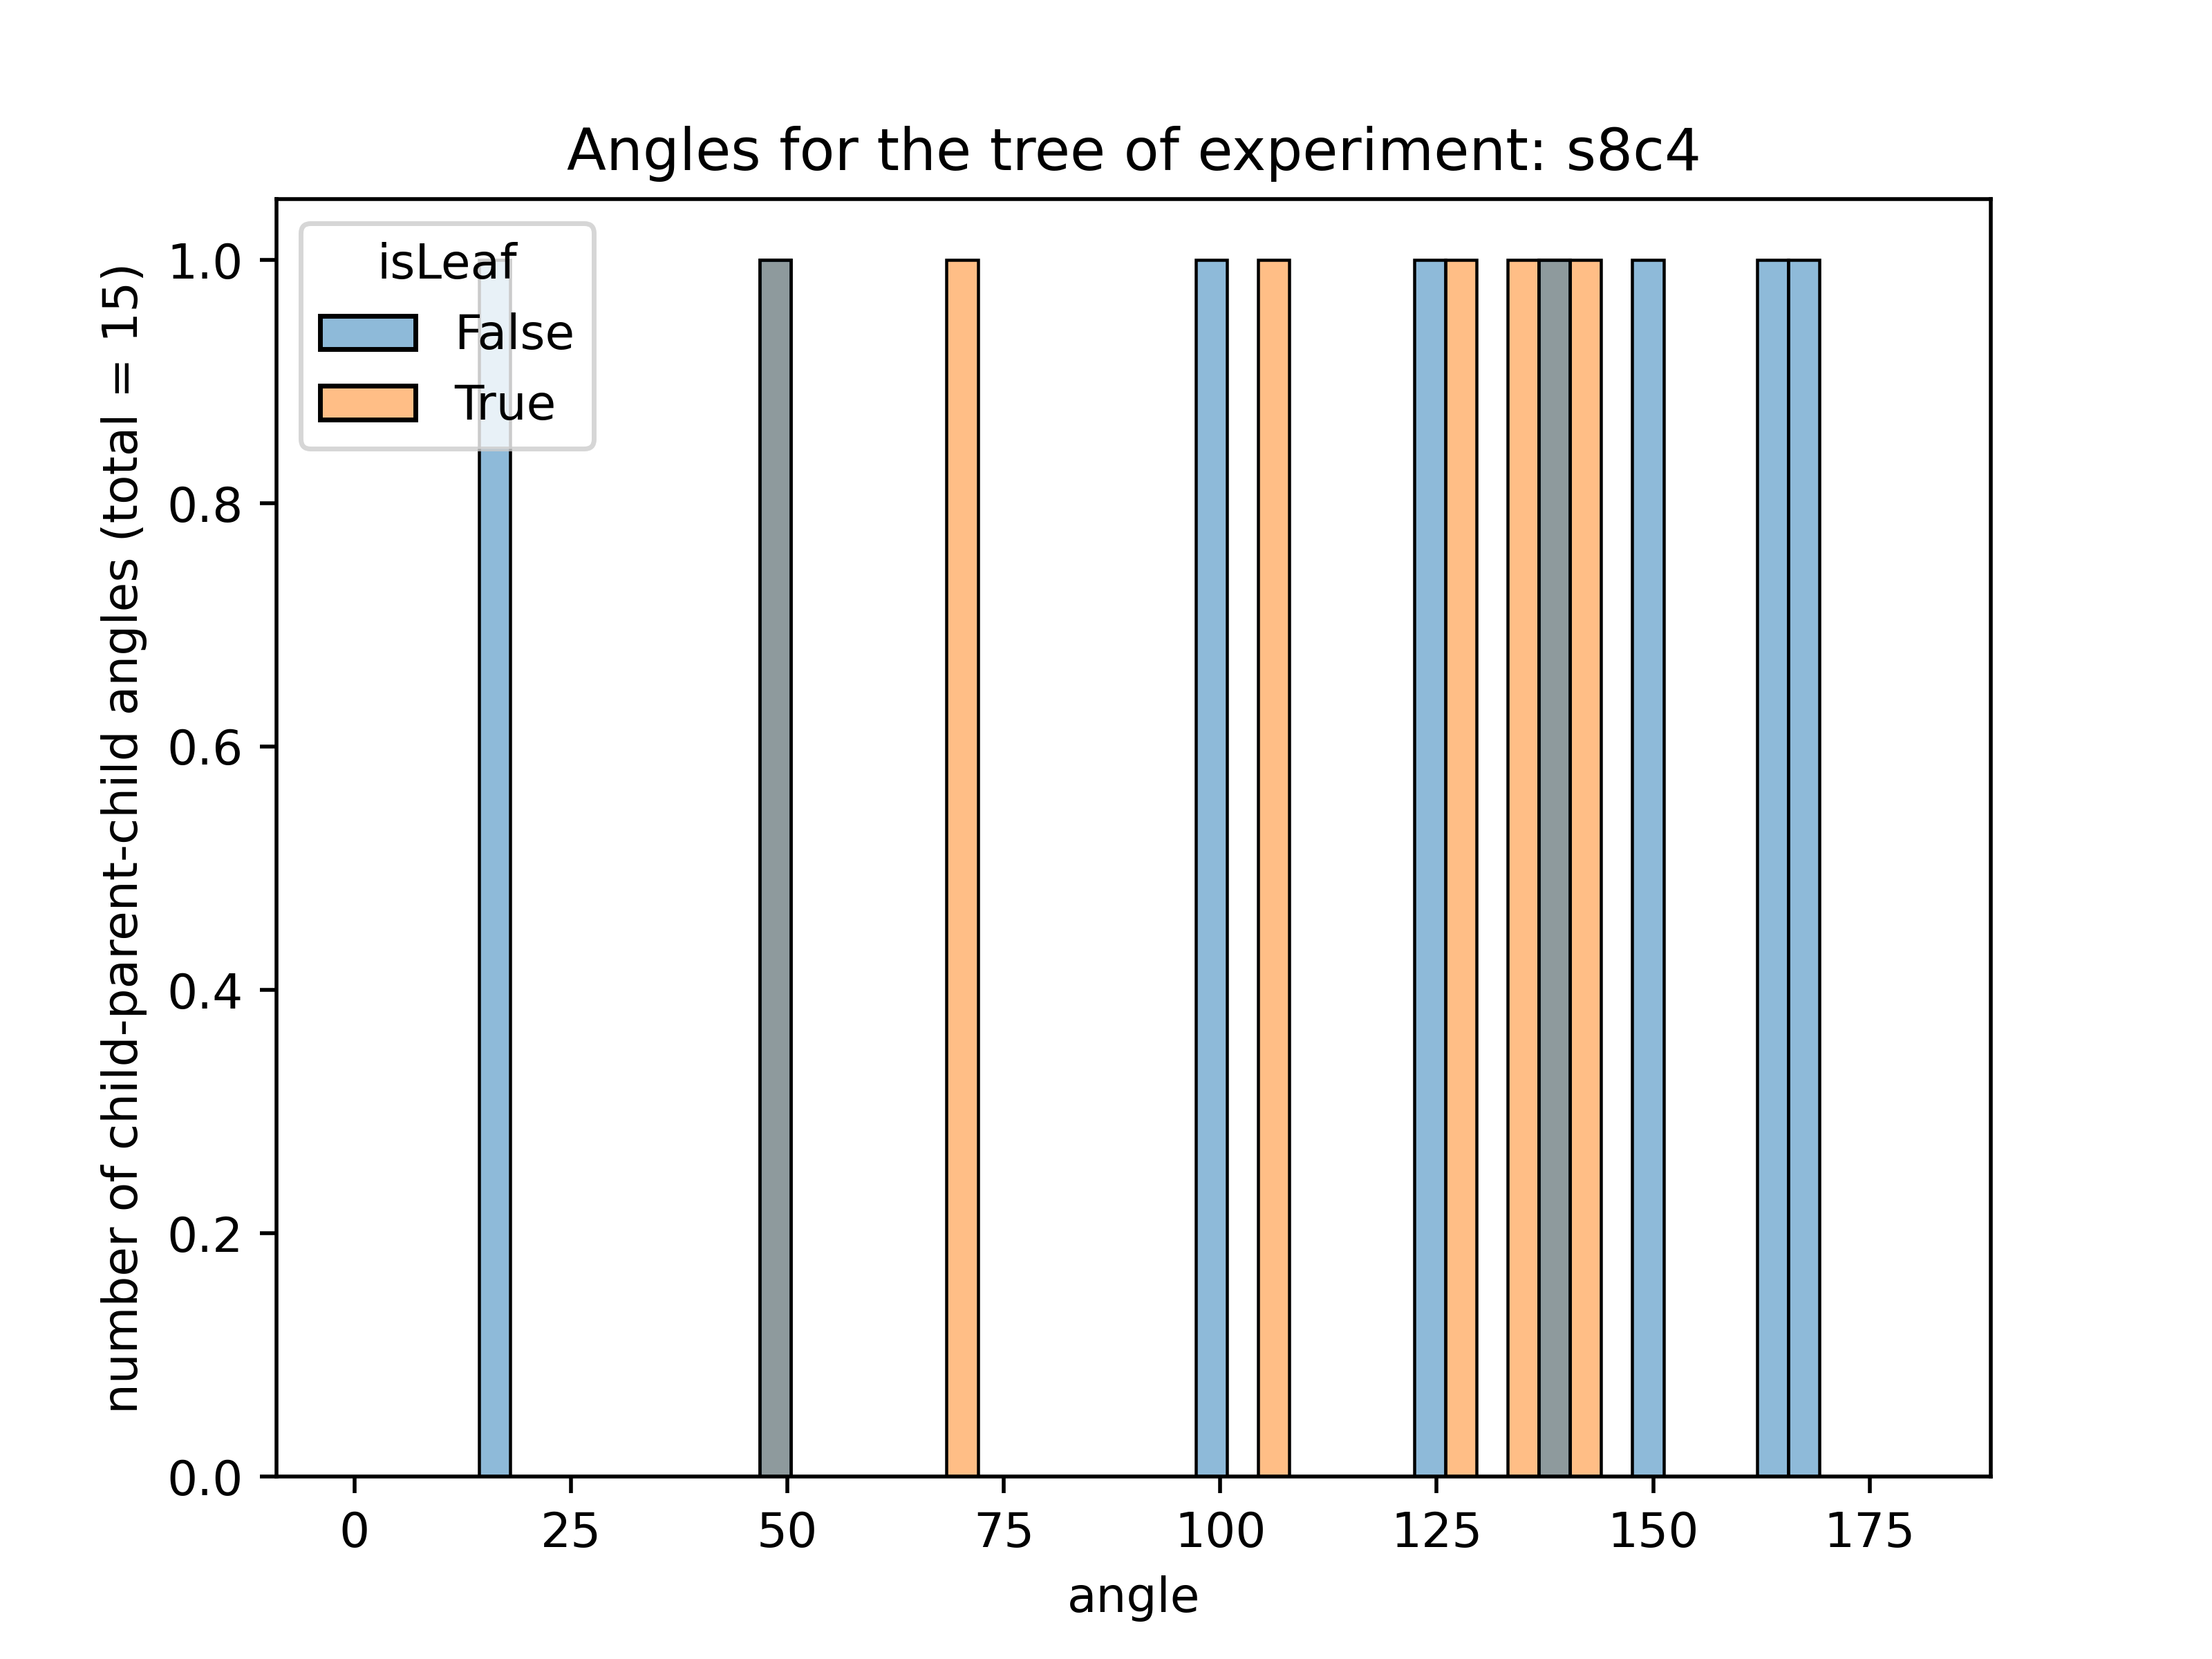 Angles for the tree of experiment: s8c4
number of child-parent-child angles (total = 15)
1.0
0.8
0.6
0.4
0.2
0.0
isLeaf
False
True
0 25 50 75 100 125 150 175
angle